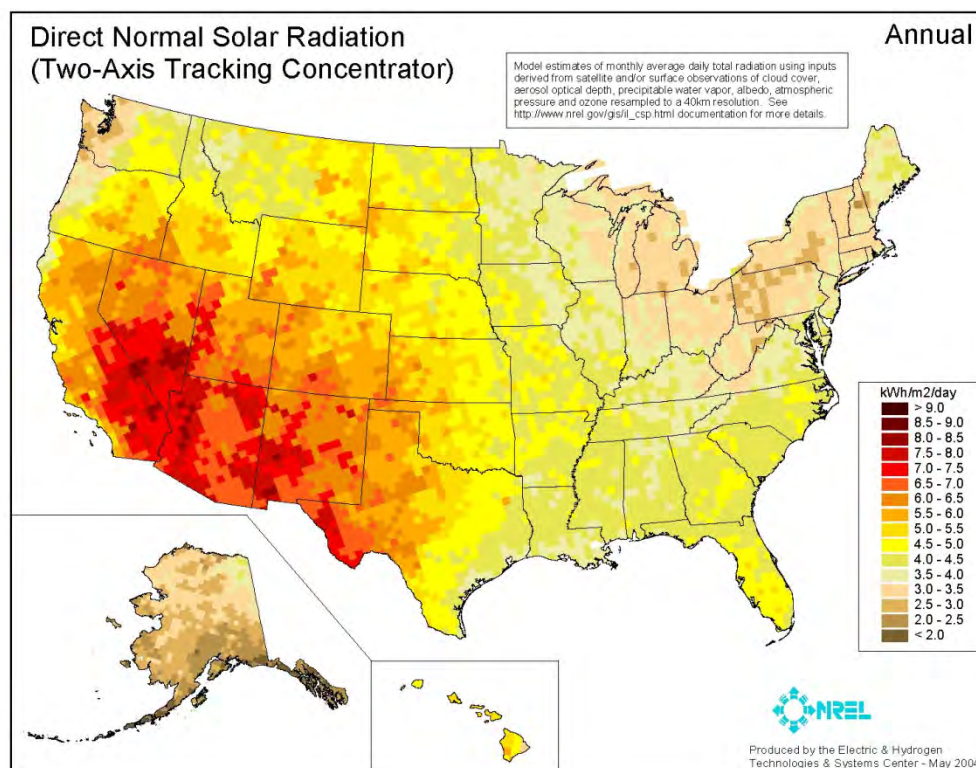 Direct Normal Solar Radiation
(Two-Axis Tracking Concentrator)
Annual
Model estimates of monthly average daily total radiation using inputs
derived from satellite and/or surface observations of cloud cover,
aerosol optical depth, precipitable water vapor, albedo, atmospheric
pressure and ozone resampled to a 40km resolution. See
http://www.nrel.gov/gis/il_csp.html documentation for more details.
kWh/m2/day
> 9.0
8.5 - 9.0
8.0 - 8.5
7.5 - 8.0
7.0 - 7.5
6.5 - 7.0
6.0 - 6.5
5.5 - 6.0
5.0 - 5.5
4.5 - 5.0
4.0 - 4.5
3.5 - 4.0
3.0 - 3.5
2.5 - 3.0
2.0 - 2.5
< 2.0
NREL
Produced by the Electric & Hydrogen
Technologies & Systems Center - May 2004